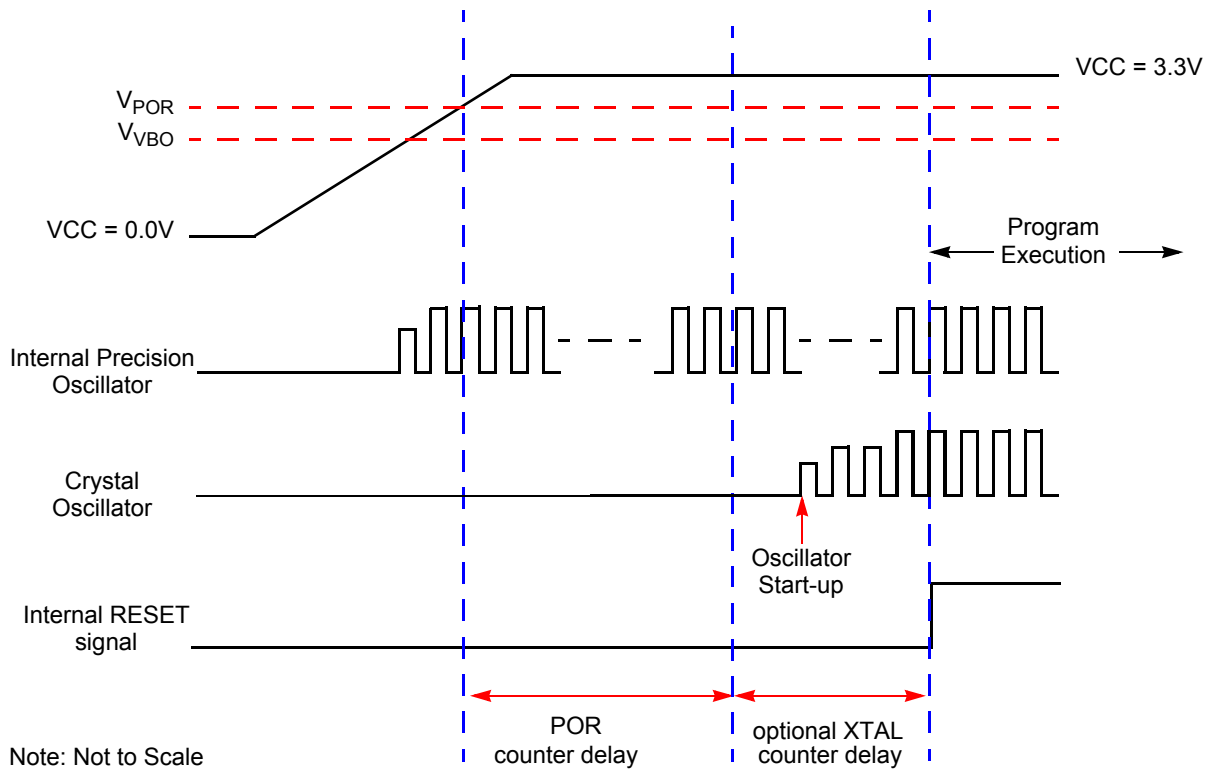 VCC = 3.3V
VPOR
VVBO
VCC = 0.0V
Program
Execution
Internal Precision
Oscillator
Crystal
Oscillator
Oscillator
Start-up
Internal RESET
signal
POR
counter delay
optional XTAL
counter delay
Note: Not to Scale